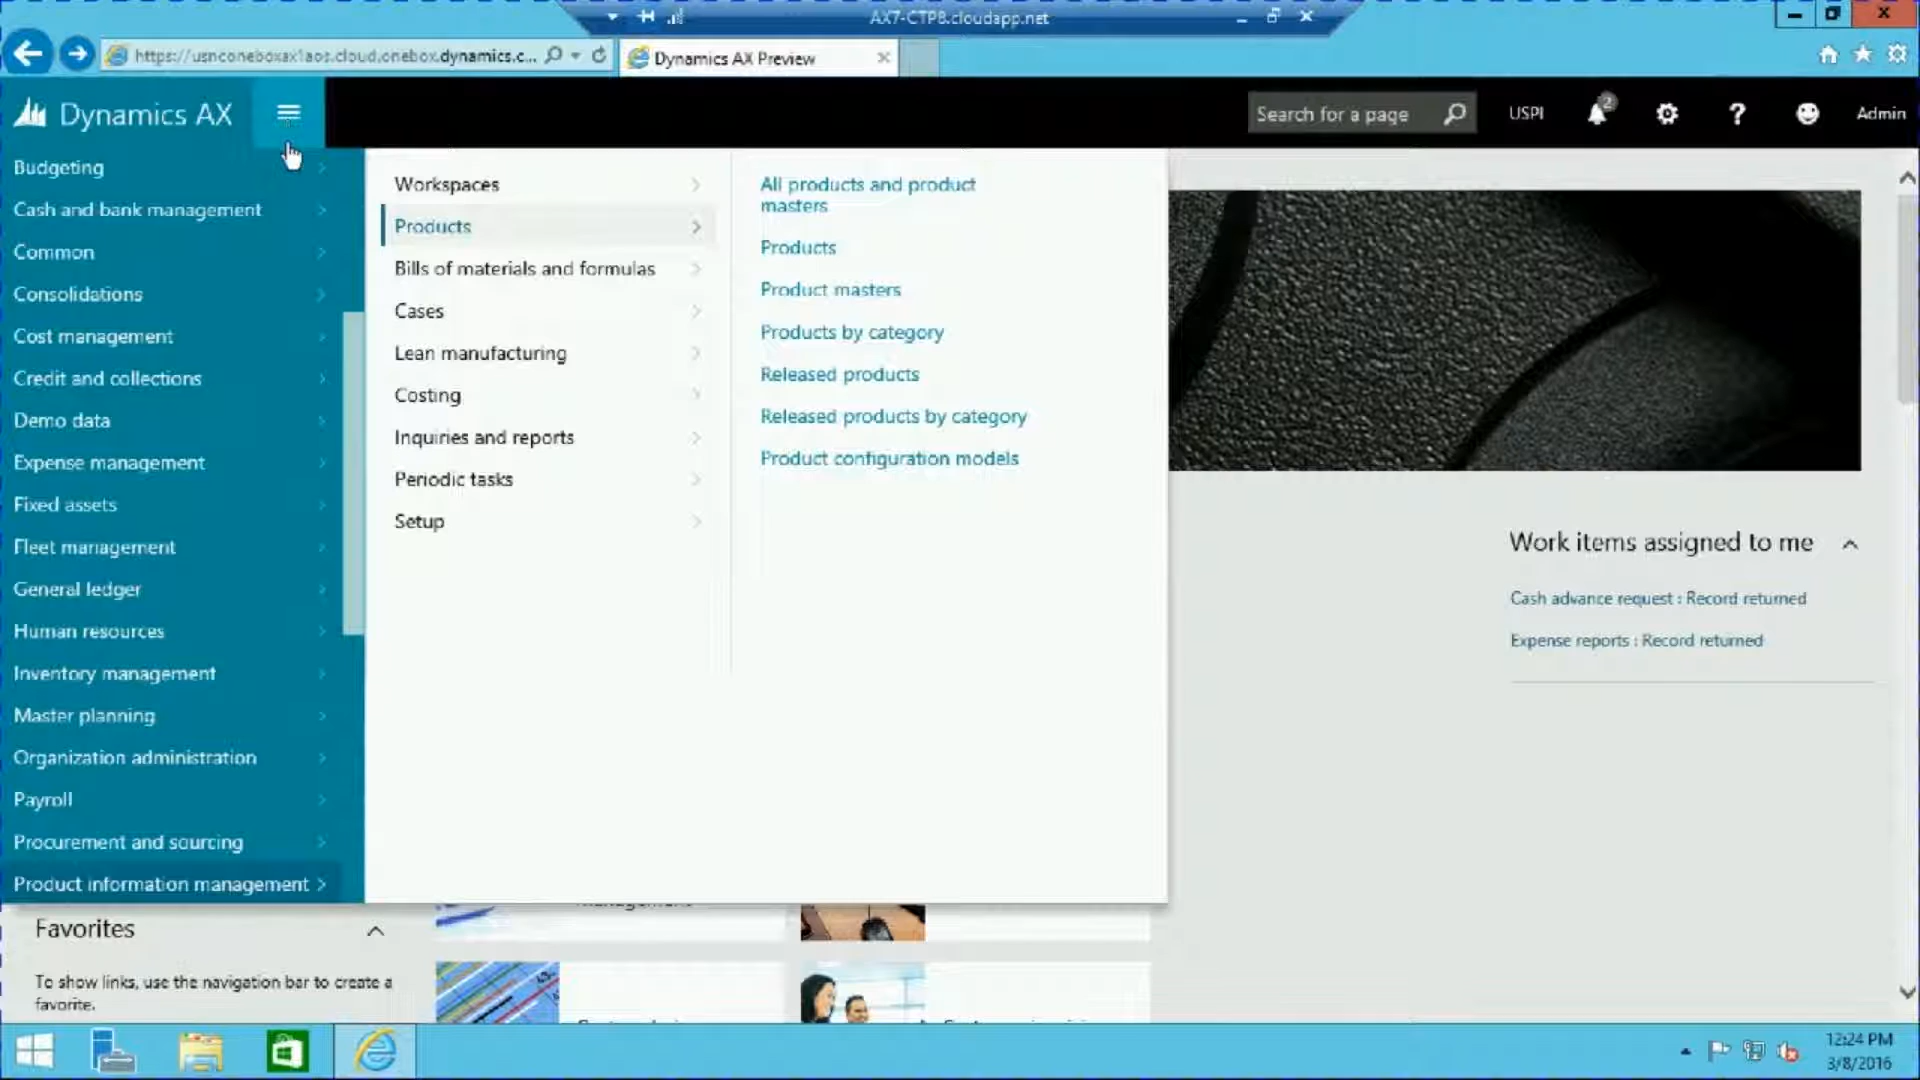 AX7-CTP8.cloudapp.net
https://usnconeboxax1aos.cloud.onebox.dynamics.c...
Dynamics AX Preview
Dynamics AX
Search for a page
USPI
2
?
Admin
Budgeting
Cash and bank management
Common
Consolidations
Cost management
Credit and collections
Demo data
Expense management
Fixed assets
Fleet management
General ledger
Human resources
Inventory management
Master planning
Organization administration
Payroll
Procurement and sourcing
Product information management
Workspaces
Products
Bills of materials and formulas
Cases
Lean manufacturing
Costing
Inquiries and reports
Periodic tasks
Setup
All products and product
masters
Products
Product masters
Products by category
Released products
Released products by category
Product configuration models
Work items assigned to me
Cash advance request : Record returned
Expense reports : Record returned
Favorites
To show links, use the navigation bar to create a
favorite.
12:24 PM
3/8/2016